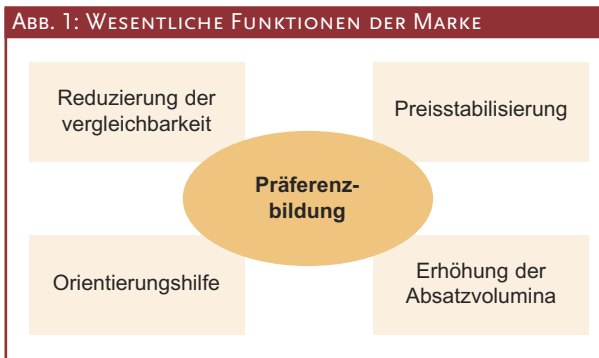 Abb. 1: Wesentliche Funktionen der Marke
Reduzierung der
vergleichbarkeit
Preisstabilisierung
Präferenz-
bildung
Orientierungshilfe
Erhöhung der
Absatzvolumina